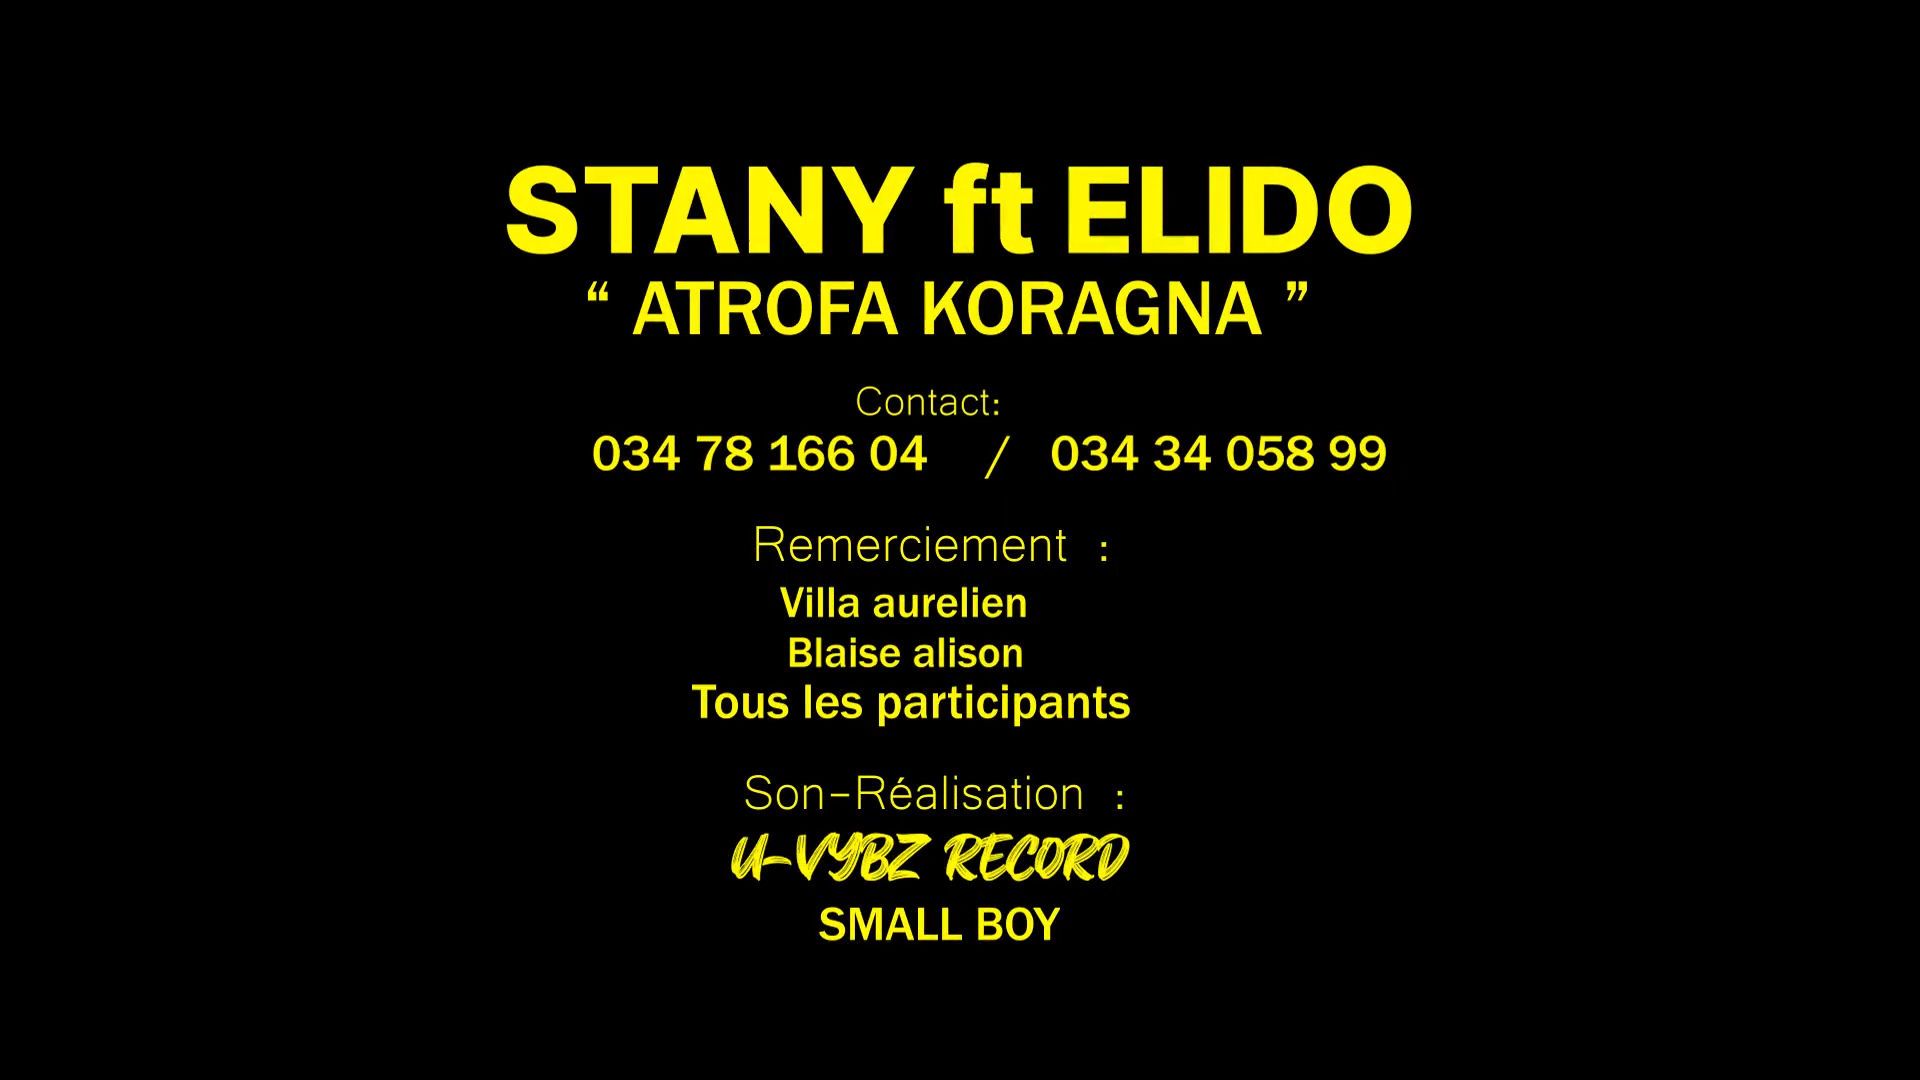 STANY ft ELIDO
“ ATROFA KORAGNA ”
Contact:
034 78 166 04 / 034 34 058 99
Remerciement :
Villa aurelien
Blaise alison
Tous les participants
Son-Réalisation :
U-VYBZ RECORD
SMALL BOY